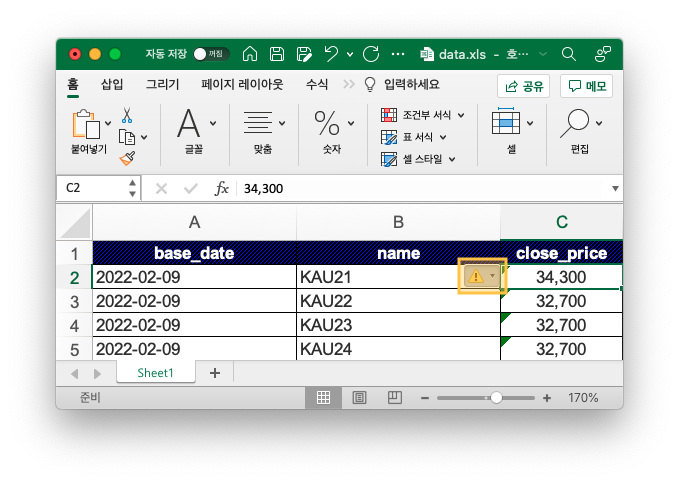 자동 저장 꺼짐 ... data.xls - 호...
홈 삽입 그리기 페이지 레이아웃 수식 >> 입력하세요 공유 메모
붙여넣기 글꼴 맞춤 % 숫자 조건부 서식 표 서식 셀 스타일 셀 편집
C2 fx 34,300
A B C
1 base_date name close_price
2 2022-02-09 KAU21 34,300
3 2022-02-09 KAU22 32,700
4 2022-02-09 KAU23 32,700
5 2022-02-09 KAU24 32,700
Sheet1 +
준비 - + 170%